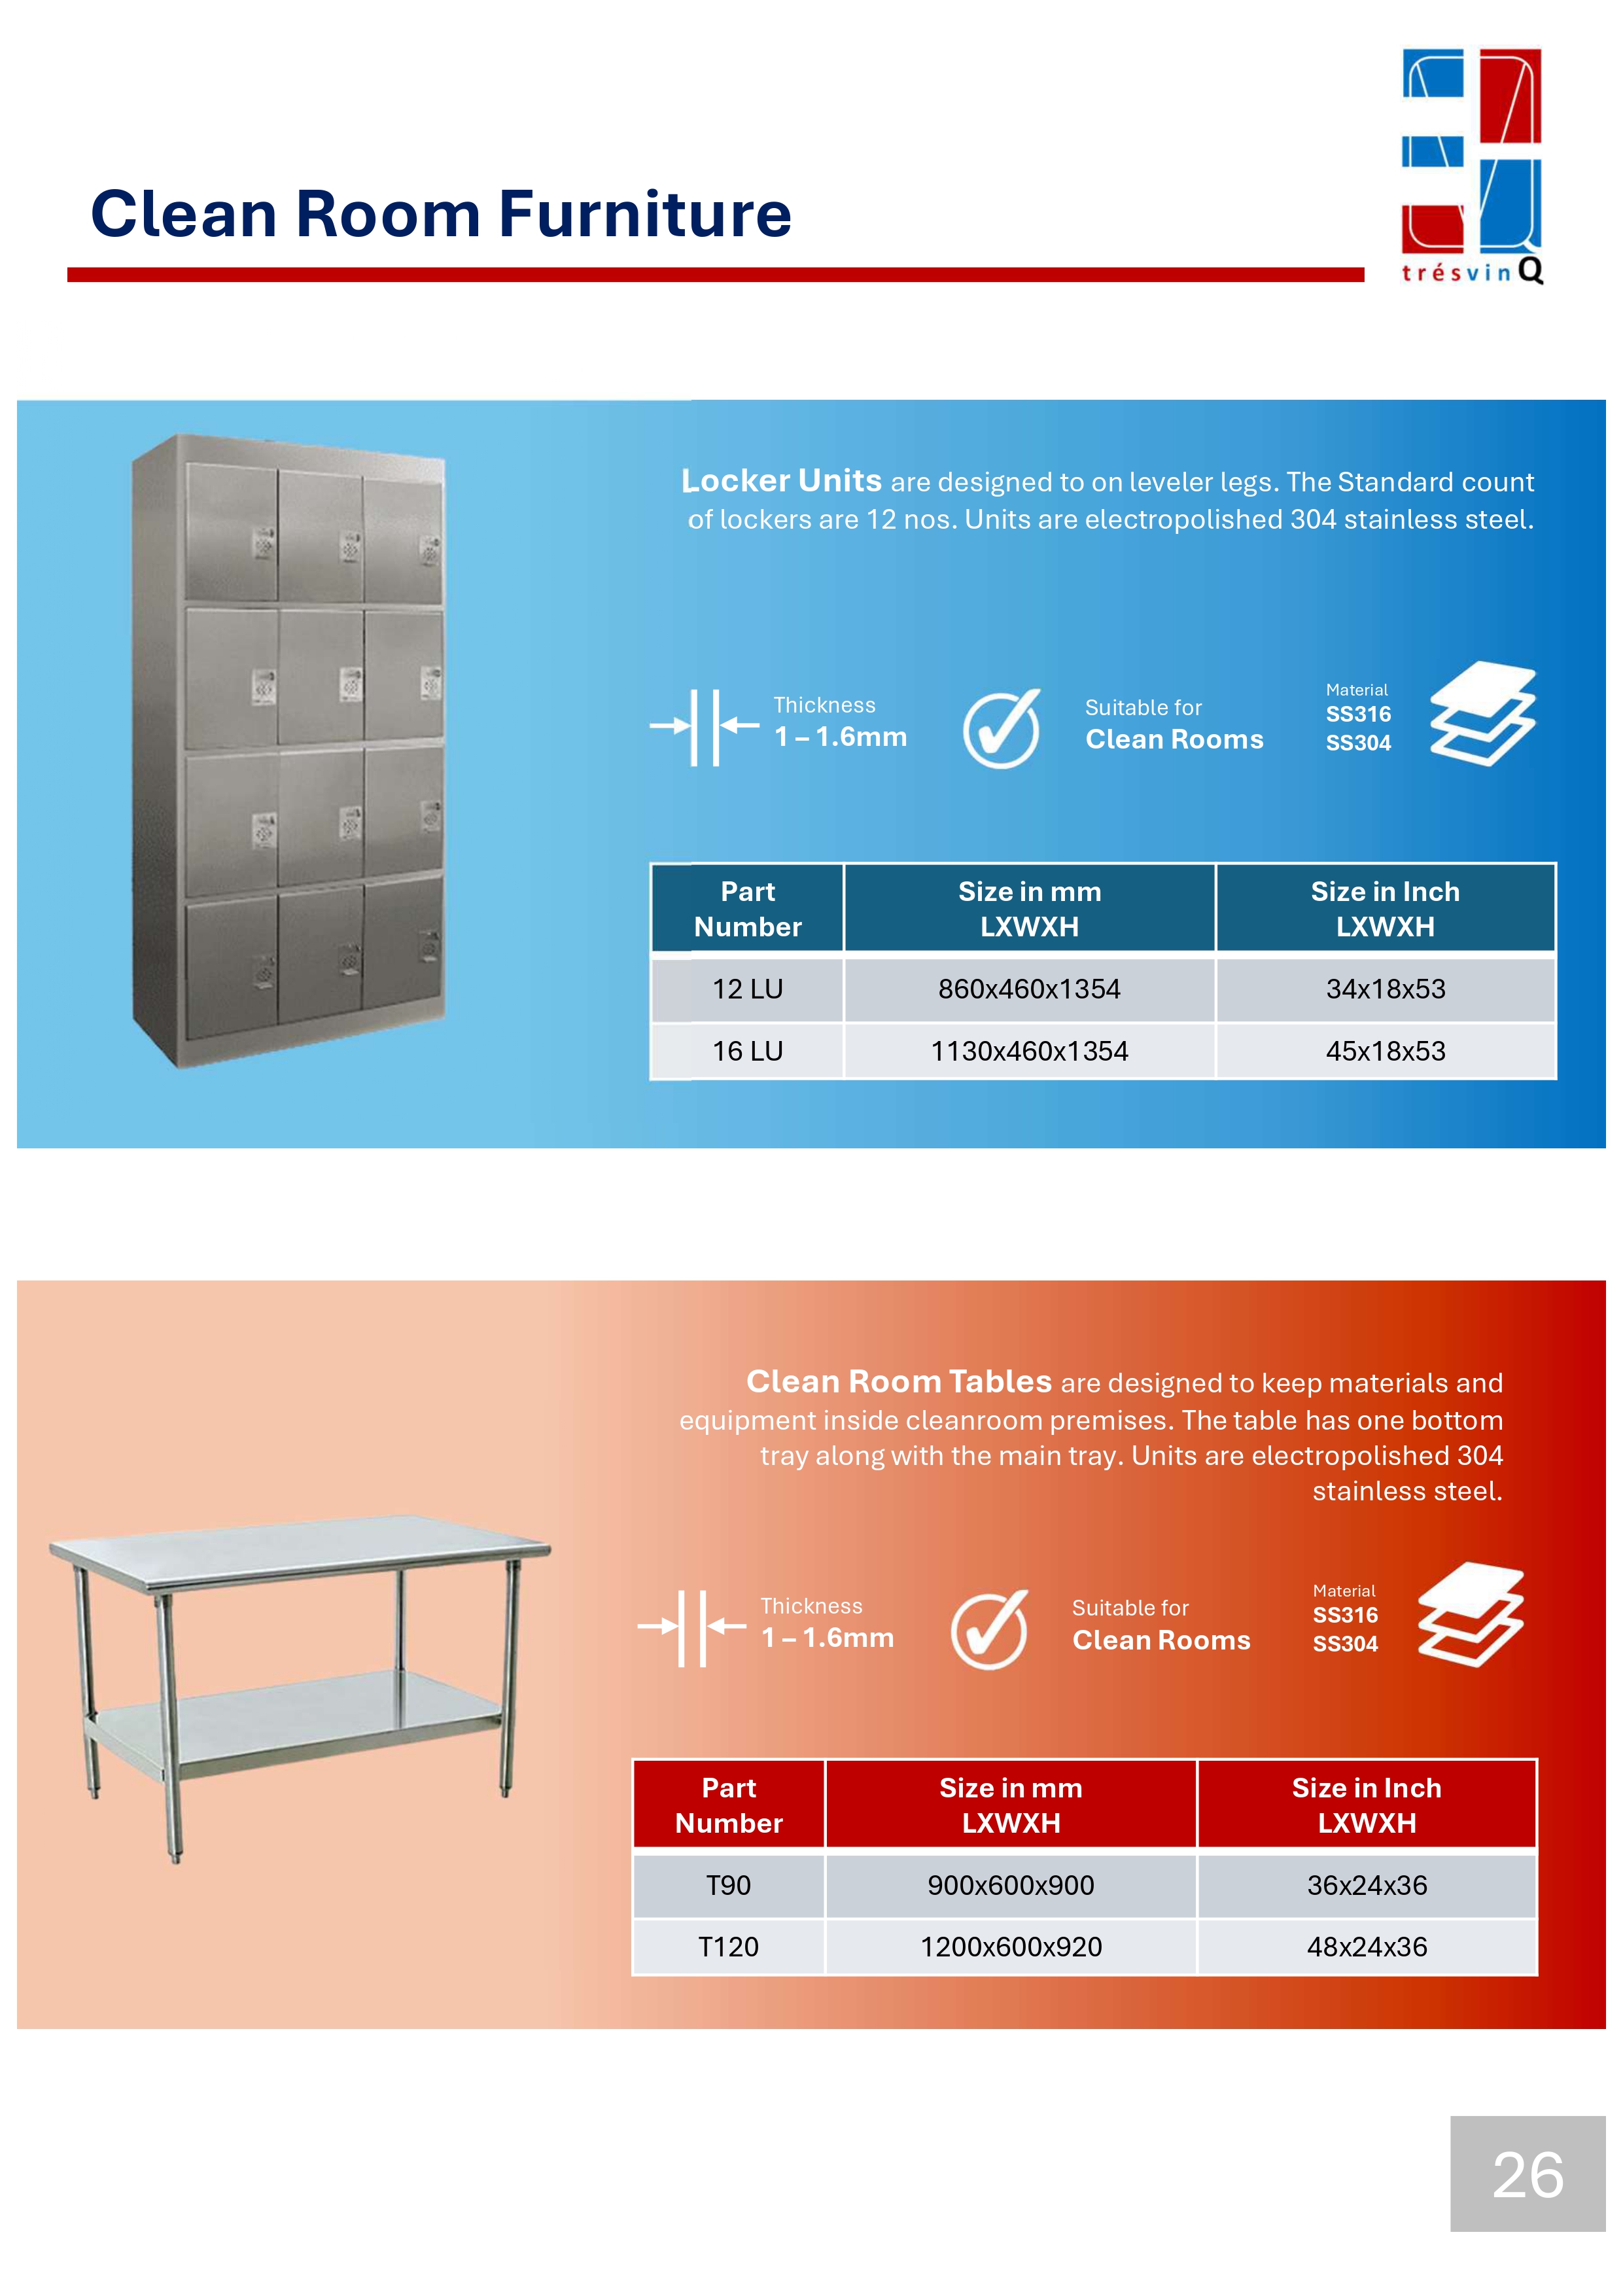 trésvinQ
Clean Room Furniture
Locker Units are designed to on leveler legs. The Standard count
of lockers are 12 nos. Units are electropolished 304 stainless steel.
Thickness
1 – 1.6mm
Suitable for
Clean Rooms
Material
SS316
SS304
Part Number Size in mm LXWXH Size in Inch LXWXH
12 LU 860x460x1354 34x18x53
16 LU 1130x460x1354 45x18x53
Clean Room Tables are designed to keep materials and
equipment inside cleanroom premises. The table has one bottom
tray along with the main tray. Units are electropolished 304
stainless steel.
Thickness
1 – 1.6mm
Suitable for
Clean Rooms
Material
SS316
SS304
Part Number Size in mm LXWXH Size in Inch LXWXH
T90 900x600x900 36x24x36
T120 1200x600x920 48x24x36
26